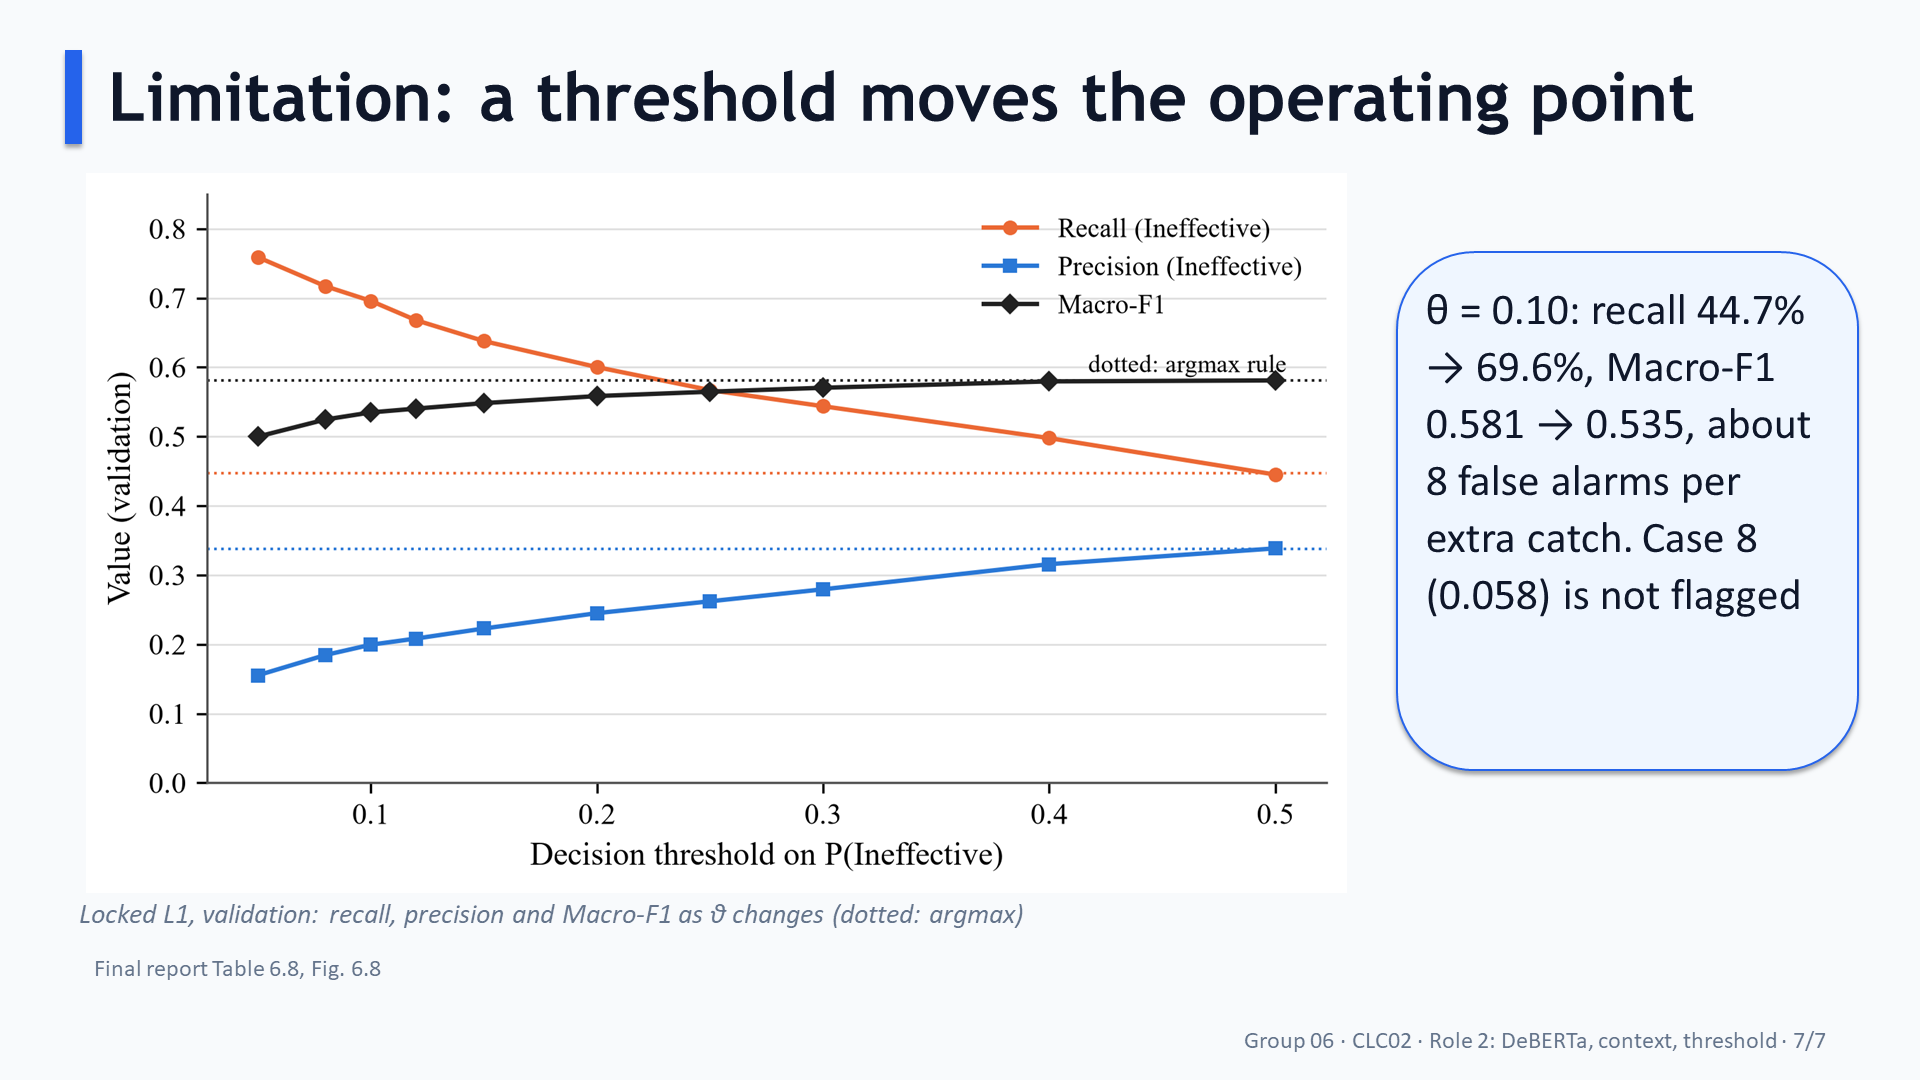 Limitation: a threshold moves the operating point
0.8
0.7
0.6
0.5
0.4
0.3
0.2
0.1
0.0
Value (validation)
Recall (Ineffective)
Precision (Ineffective)
Macro-F1
dotted: argmax rule
0.1 0.2 0.3 0.4 0.5
Decision threshold on P(Ineffective)
θ = 0.10: recall 44.7%
→ 69.6%, Macro-F1
0.581 → 0.535, about
8 false alarms per
extra catch. Case 8
(0.058) is not flagged
Locked L1, validation: recall, precision and Macro-F1 as θ changes (dotted: argmax)
Final report Table 6.8, Fig. 6.8
Group 06 · CLC02 · Role 2: DeBERTa, context, threshold · 7/7